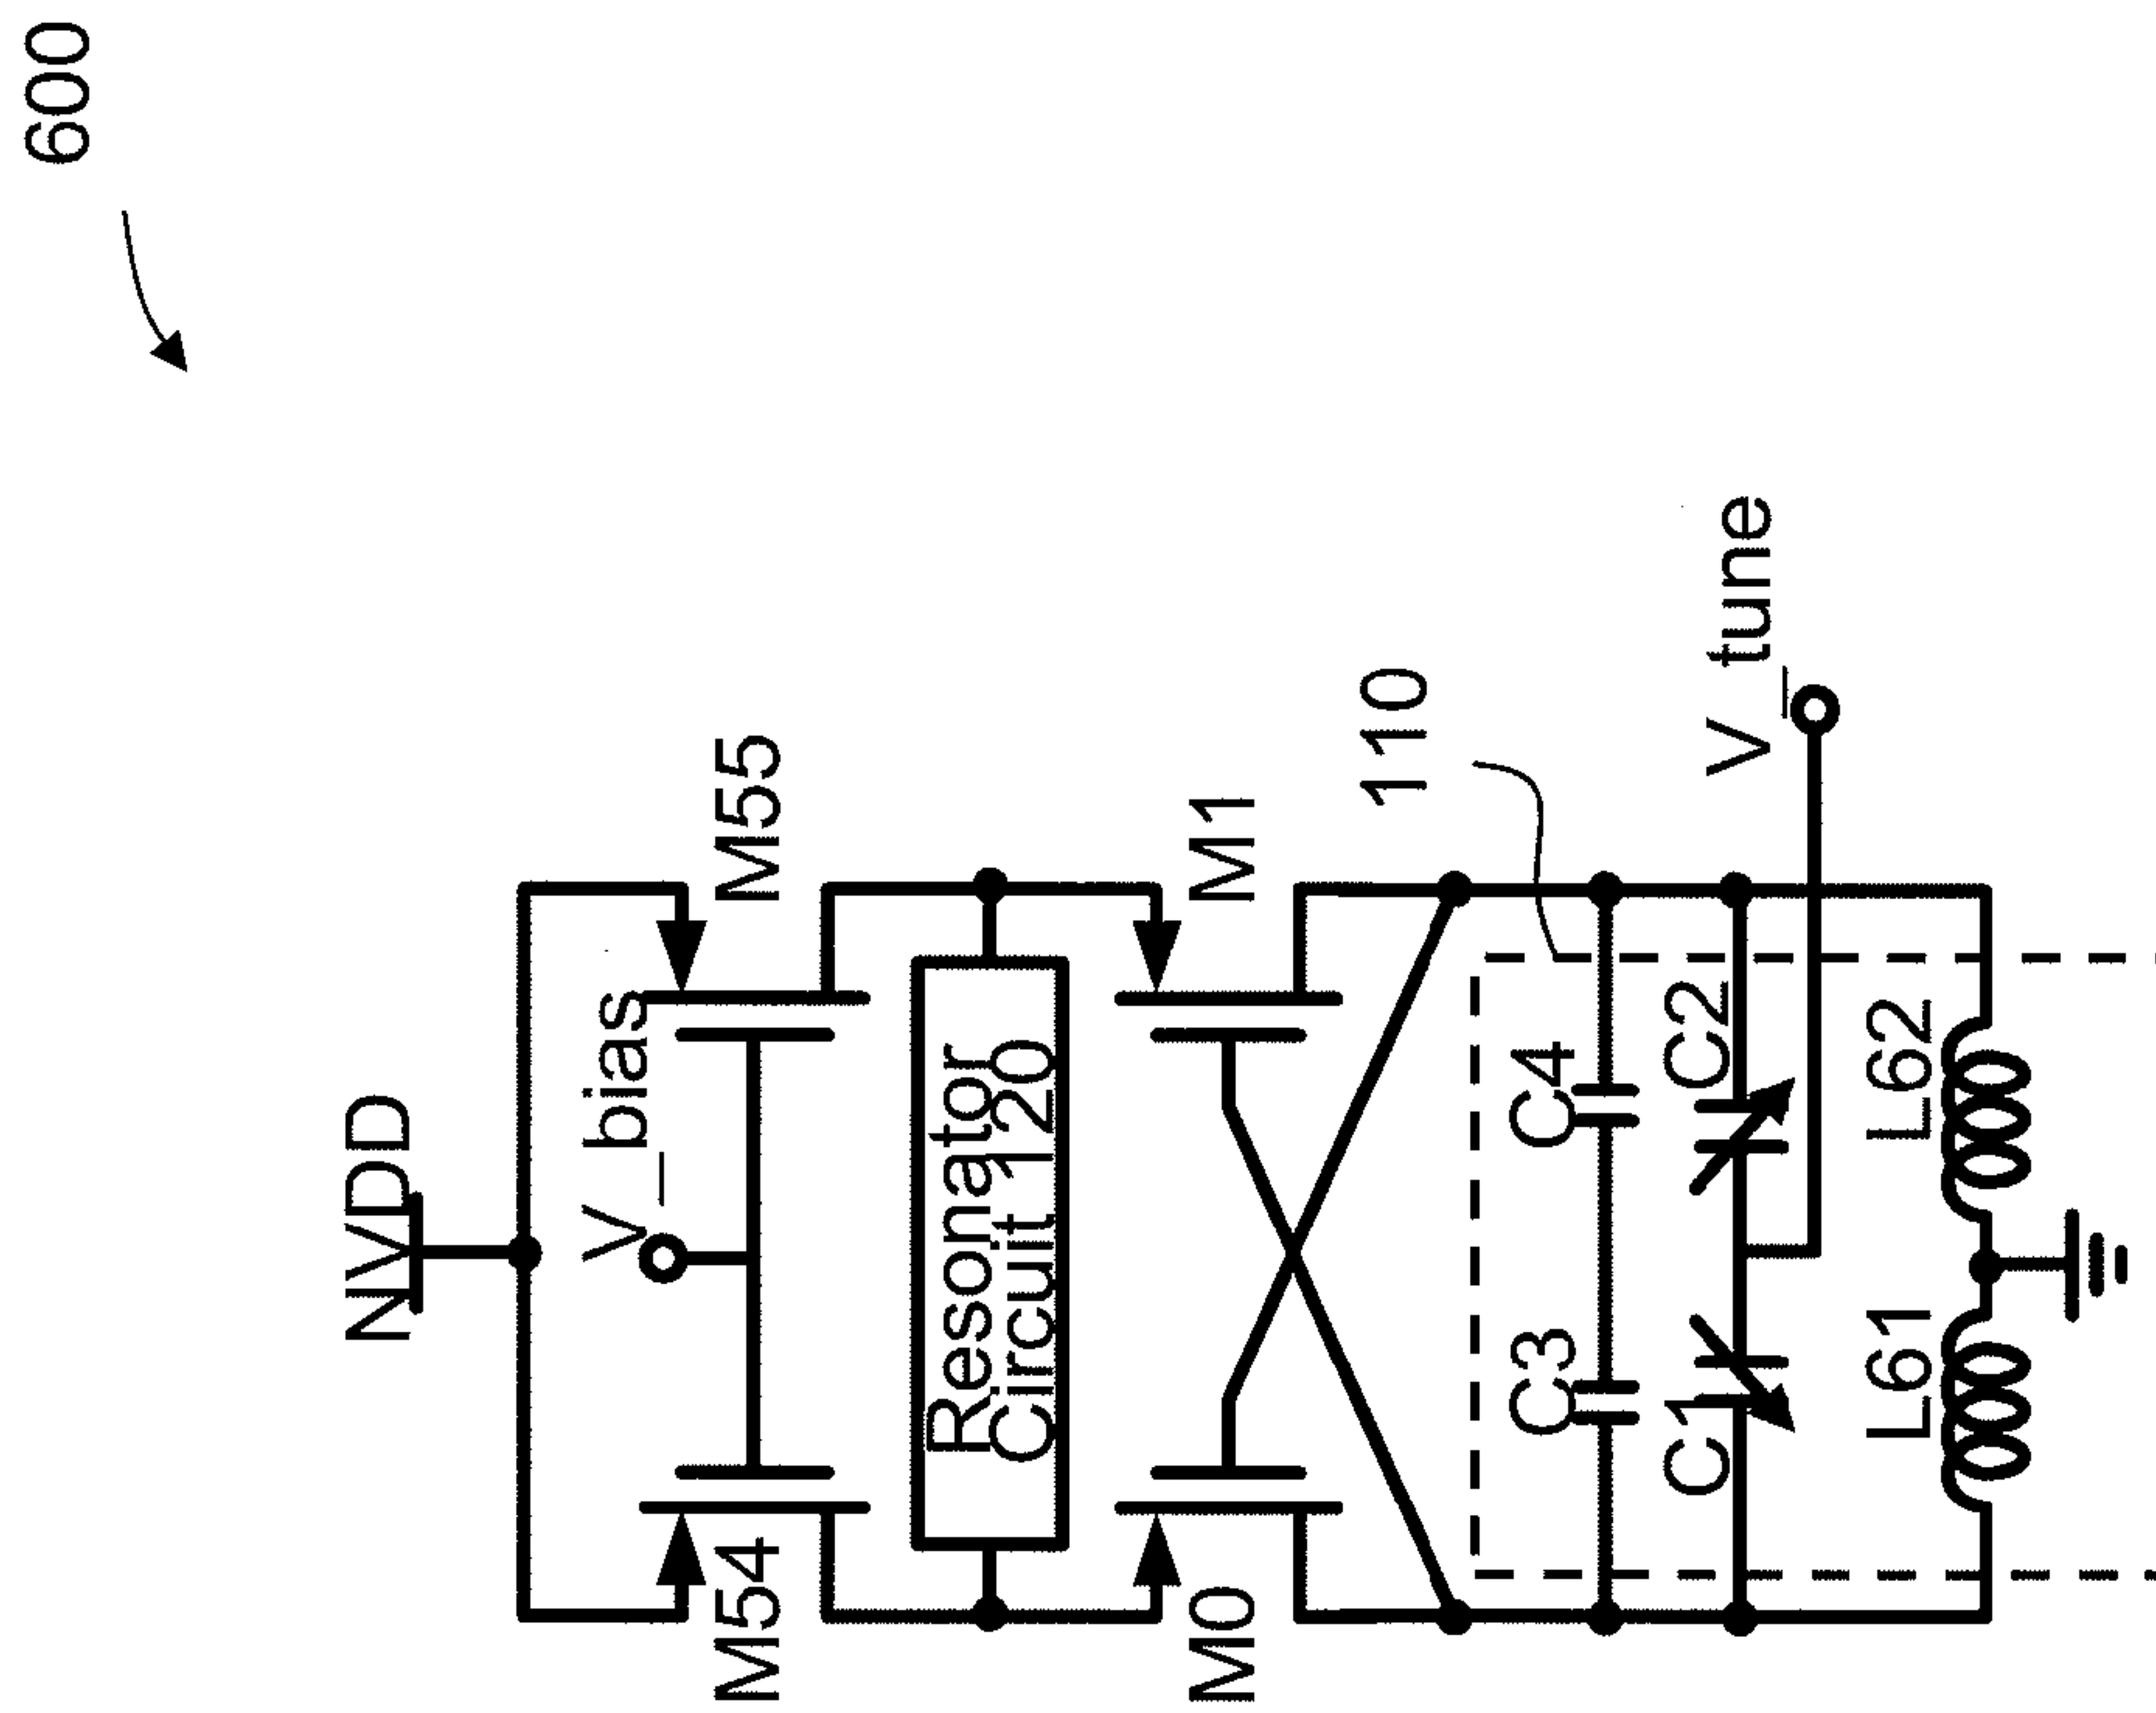 600
NVDD
V_bias
M54
M55
Resonator
Circuit 120
M0
M1
110
C3
C4
C1
C2
V_tune
L61
L62